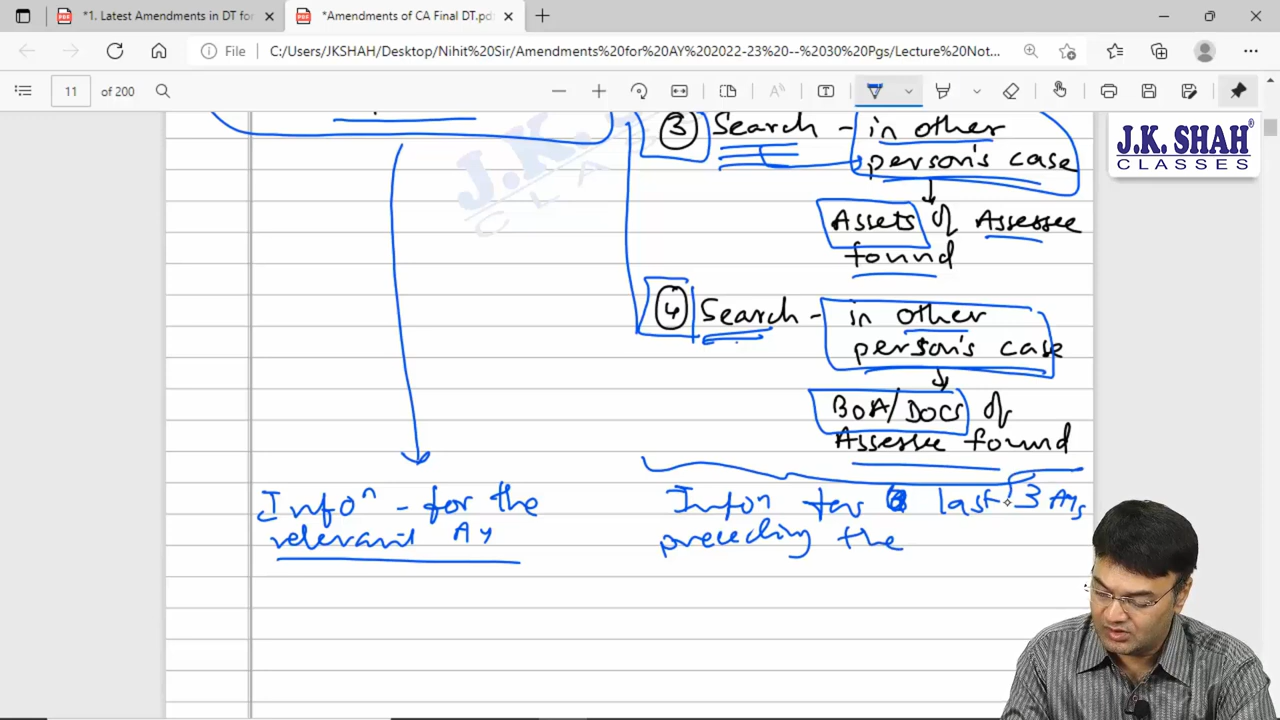 *1. Latest Amendments in DT for
*Amendments of CA Final DT.pd
File
C:/Users/JKSHAH/Desktop/Nihit%20Sir/Amendments%20for%20AY%202022-23%20--%2030%20Pgs/Lecture%20Not...
11 of 200
J.K. SHAH®
CLASSES
3 Search - in other
person's case
Assets of Assessee
found
4 Search - in other
person's case
BOA/DOCS of
Assessee found
Infoⁿ - for the
relevant AY
Infoⁿ for last 3 AYs
preceding the